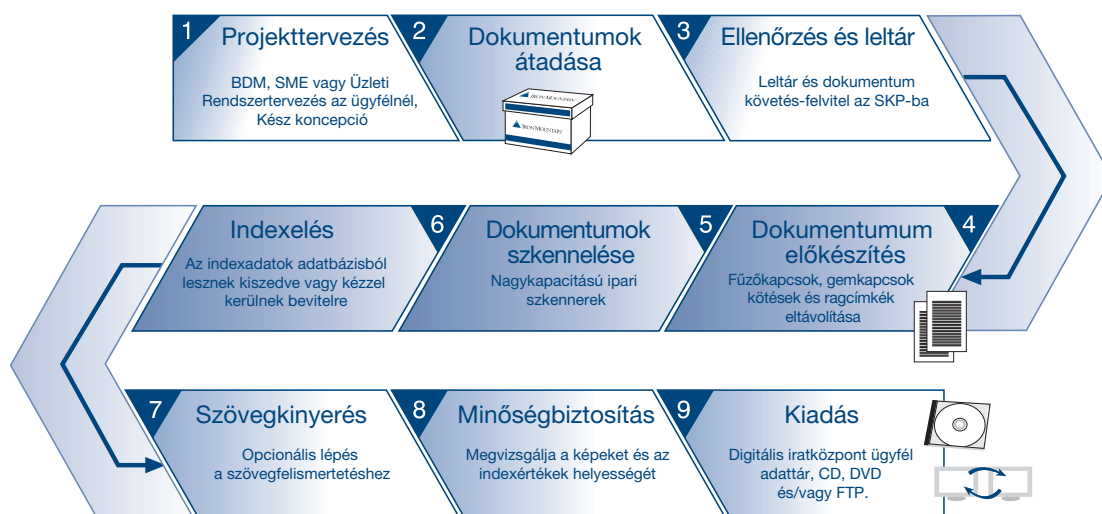 1 Projekttervezés
BDM, SME vagy Üzleti
Rendszertervezés az ügyfélnél,
Kész koncepció
2 Dokumentumok
átadása
IRON MOUNTAIN
IRON MOUNTAIN
3 Ellenőrzés és leltár
Leltár és dokumentum
követés-felvitel az SKP-ba
4 Dokumentumum
előkészítés
Fűzőkapcsok, gemkapcsok
kötések és ragcímkék
eltávolítása
5 Dokumentumok
szkennelése
Nagykapacitású ipari
szkennerek
6 Indexelés
Az indexadatok adatbázisból
lesznek kiszedve vagy kézzel
kerülnek bevitelre
7 Szövegkinyerés
Opcionális lépés
a szövegfelismertetéshez
8 Minőségbiztosítás
Megvizsgálja a képeket és az
indexértékek helyességét
9 Kiadás
Digitális iratközpont ügyfél
adattár, CD, DVD
és/vagy FTP.